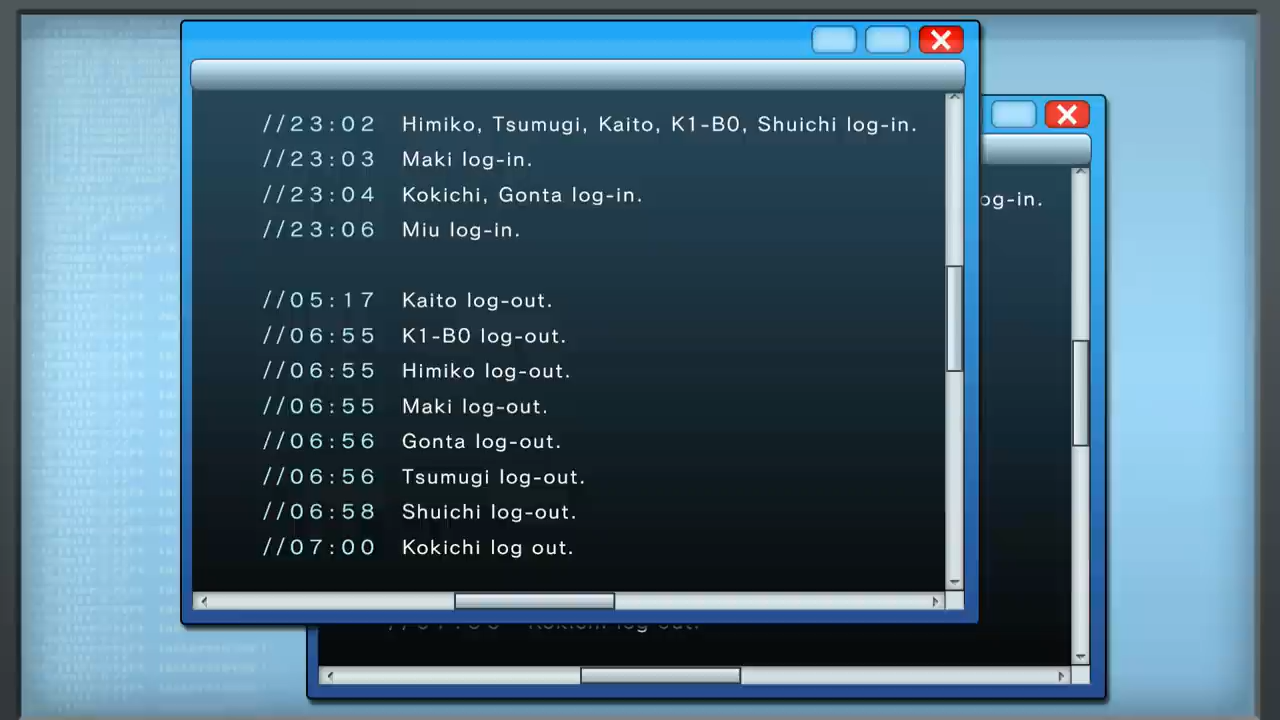 //23:02 Himiko, Tsumugi, Kaito, K1-B0, Shuichi log-in.
//23:03 Maki log-in.
//23:04 Kokichi, Gonta log-in.
//23:06 Miu log-in.
//05:17 Kaito log-out.
//06:55 K1-B0 log-out.
//06:55 Himiko log-out.
//06:55 Maki log-out.
//06:56 Gonta log-out.
//06:56 Tsumugi log-out.
//06:58 Shuichi log-out.
//07:00 Kokichi log out.
og-in.